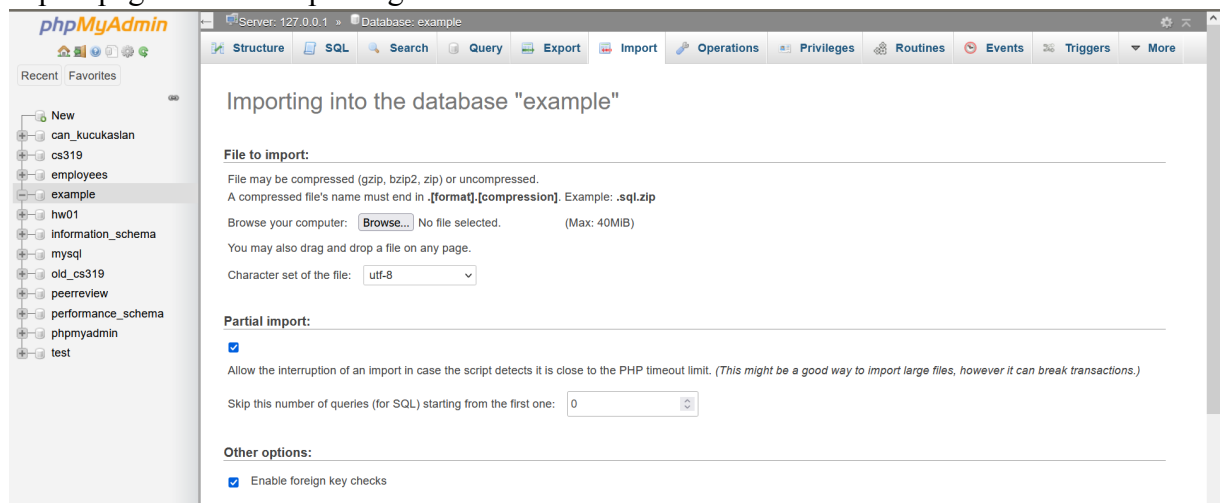 phpMyAdmin
Server: 127.0.0.1 » Database: example
Structure SQL Search Query Export Import Operations Privileges Routines Events Triggers More
Recent Favorites
New
can_kucukaslan
cs319
employees
example
hw01
information_schema
mysql
old_cs319
peerreview
performance_schema
phpmyadmin
test
Importing into the database "example"
File to import:
File may be compressed (gzip, bzip2, zip) or uncompressed.
A compressed file's name must end in .[format].[compression]. Example: .sql.zip
Browse your computer: Browse... No file selected. (Max: 40MiB)
You may also drag and drop a file on any page.
Character set of the file: utf-8
Partial import:
Allow the interruption of an import in case the script detects it is close to the PHP timeout limit. (This might be a good way to import large files, however it can break transactions.)
Skip this number of queries (for SQL) starting from the first one: 0
Other options:
Enable foreign key checks